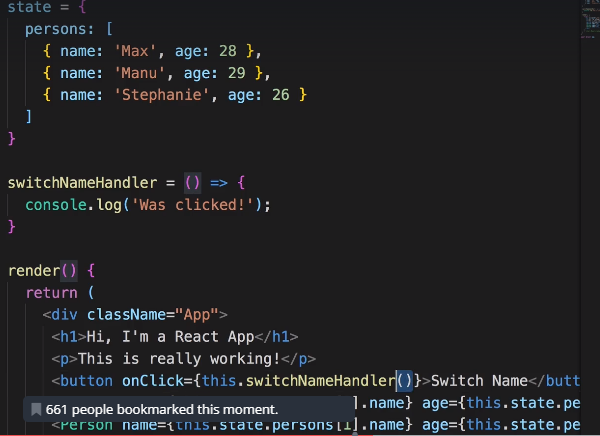 state = {
persons: [
{ name: 'Max', age: 28 },
{ name: 'Manu', age: 29 },
{ name: 'Stephanie', age: 26 }
]
}
switchNameHandler = () => {
console.log('Was clicked!');
}
render() {
return (
<div className="App">
<h1>Hi, I'm a React App</h1>
<p>This is really working!</p>
<button onClick={this.switchNameHandler()}>Switch Name</butt
661 people bookmarked this moment.
].name} age={this.state.pe
<Person name={this.state.persons[1].name} age={this.state.pe